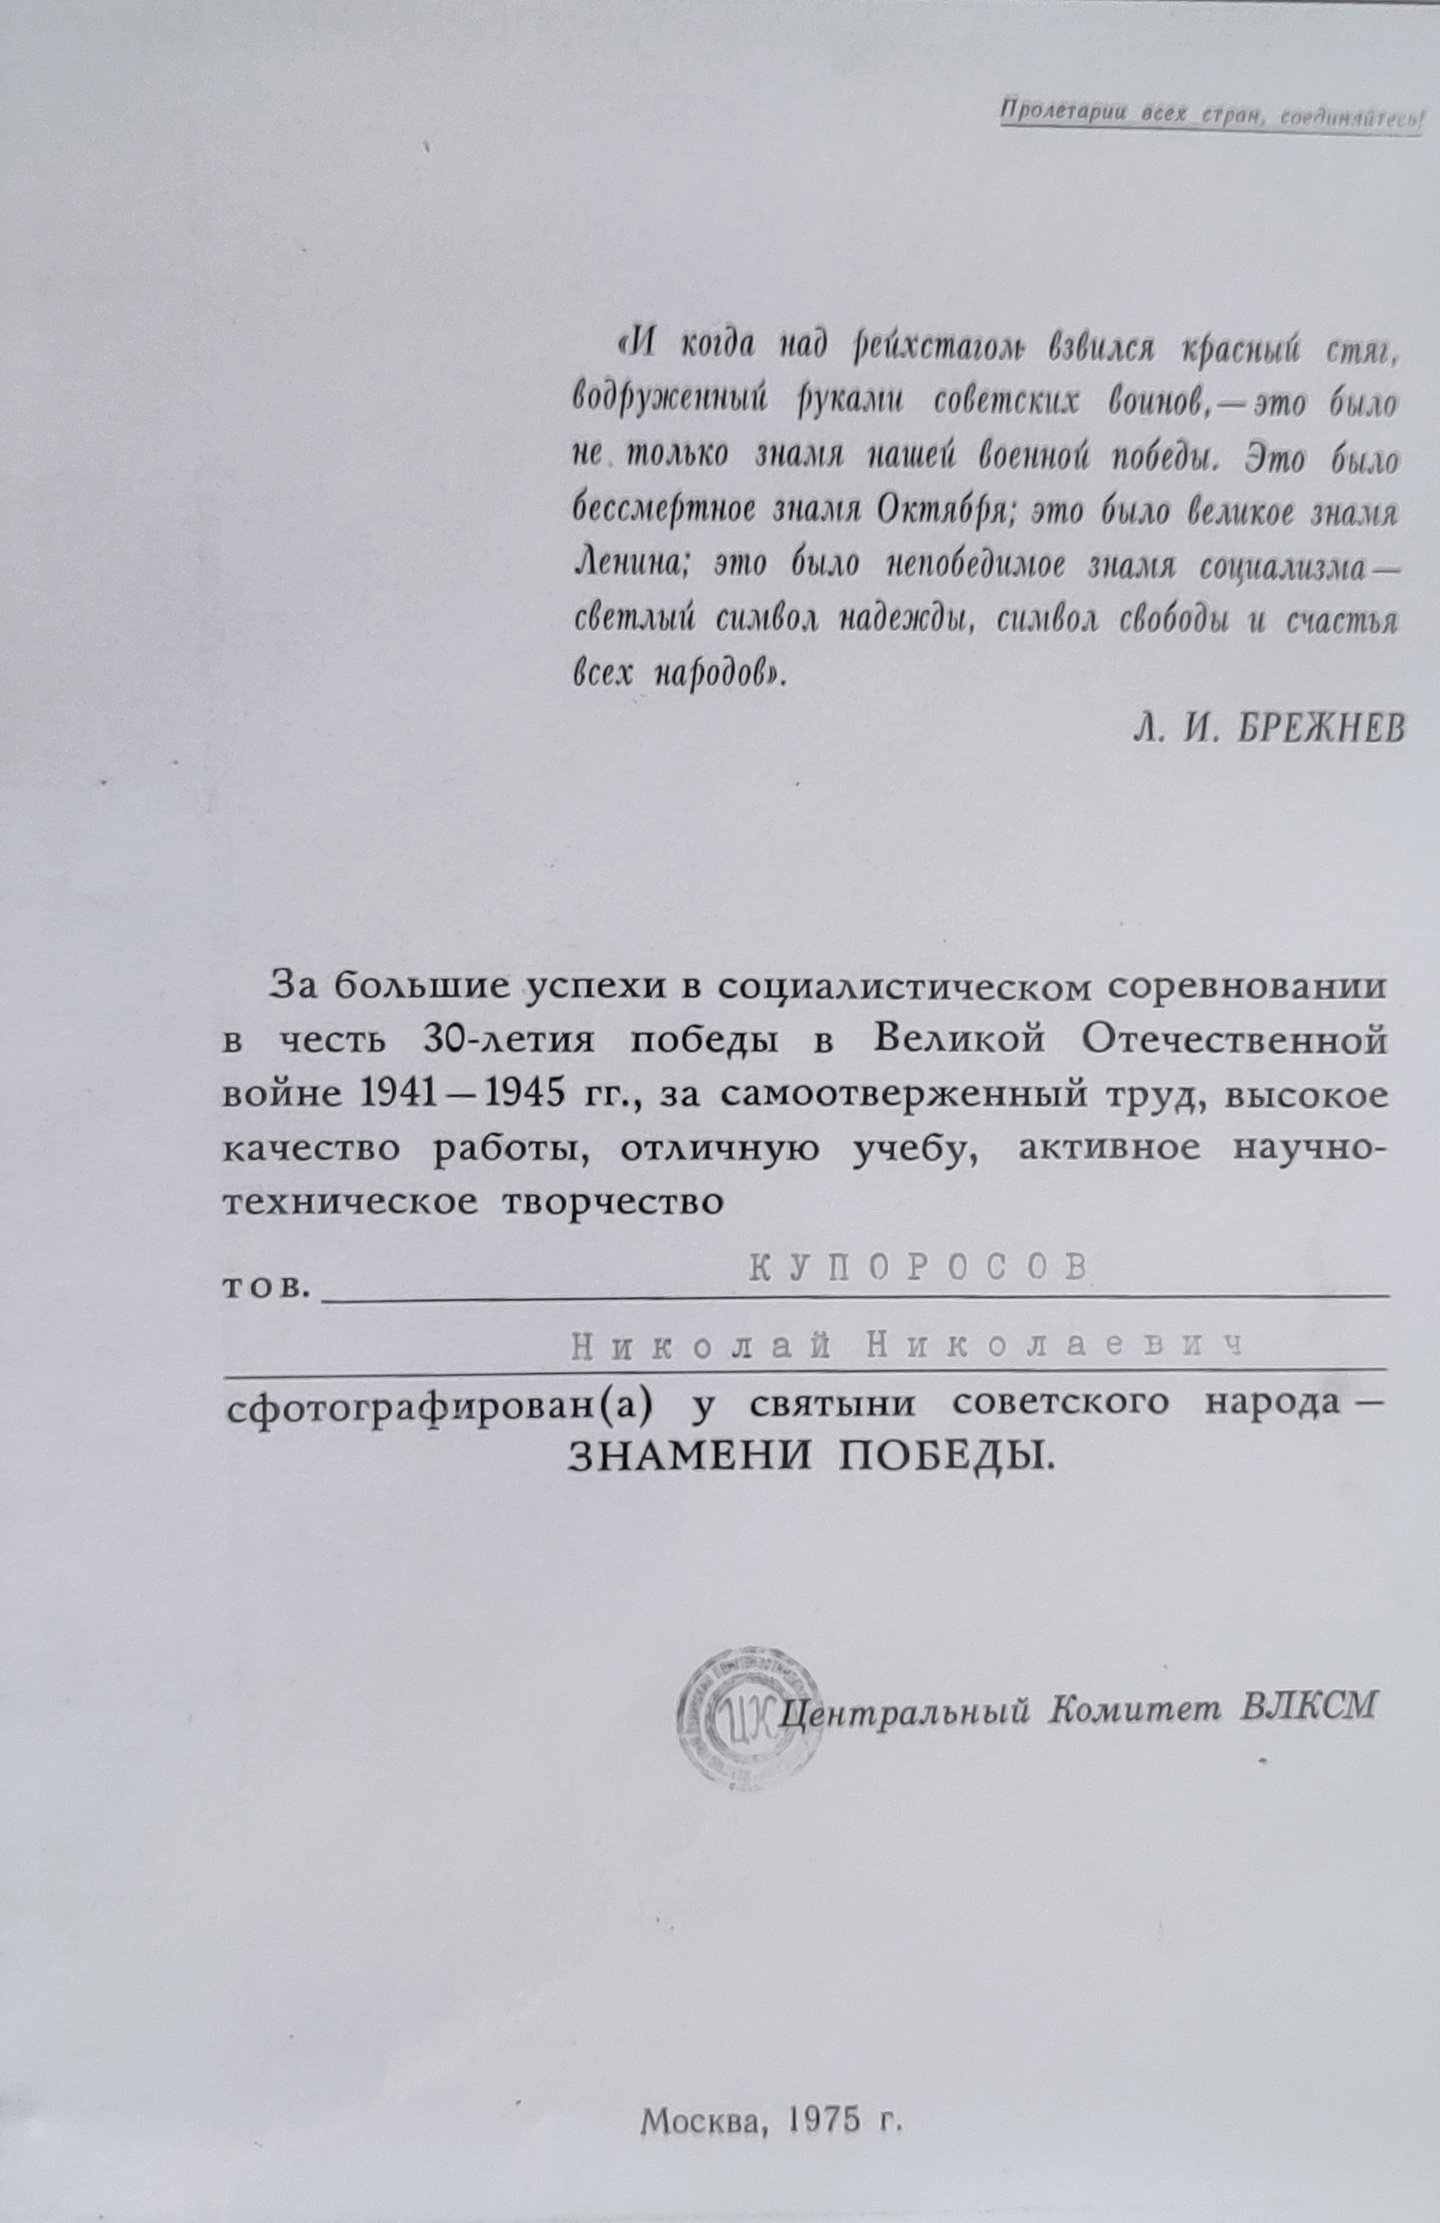 Пролетарии всех стран, соединяйтесь!
«И когда над рейхстагом взвился красный стяг,
водруженный руками советских воинов,—это было
не только знамя нашей военной победы. Это было
бессмертное знамя Октября; это было великое знамя
Ленина; это было непобедимое знамя социализма—
светлый символ надежды, символ свободы и счастья
всех народов».
Л. И. БРЕЖНЕВ
За большие успехи в социалистическом соревновании
в честь 30-летия победы в Великой Отечественной
войне 1941—1945 гг., за самоотверженный труд, высокое
качество работы, отличную учебу, активное научно-
техническое творчество
тов. КУПОРОСОВ
Николай Николаевич
сфотографирован(а) у святыни советского народа —
ЗНАМЕНИ ПОБЕДЫ.
ЦК
Центральный Комитет ВЛКСМ
Москва, 1975 г.